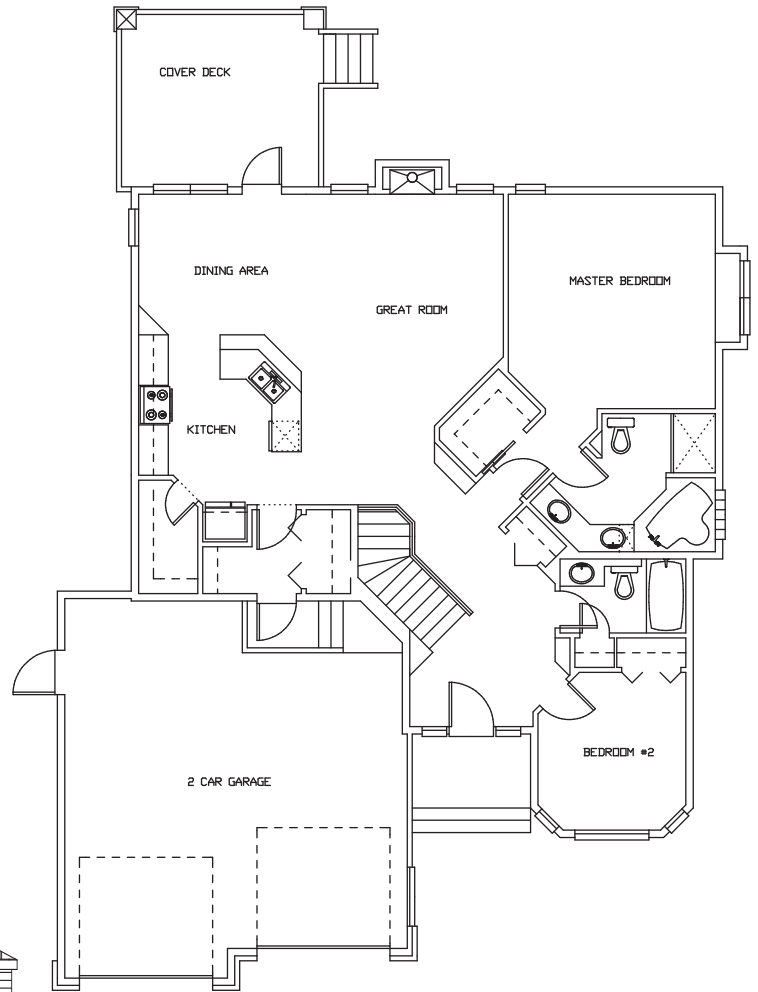 COVER DECK
DINING AREA
MASTER BEDROOM
GREAT ROOM
KITCHEN
BEDROOM #2
2 CAR GARAGE